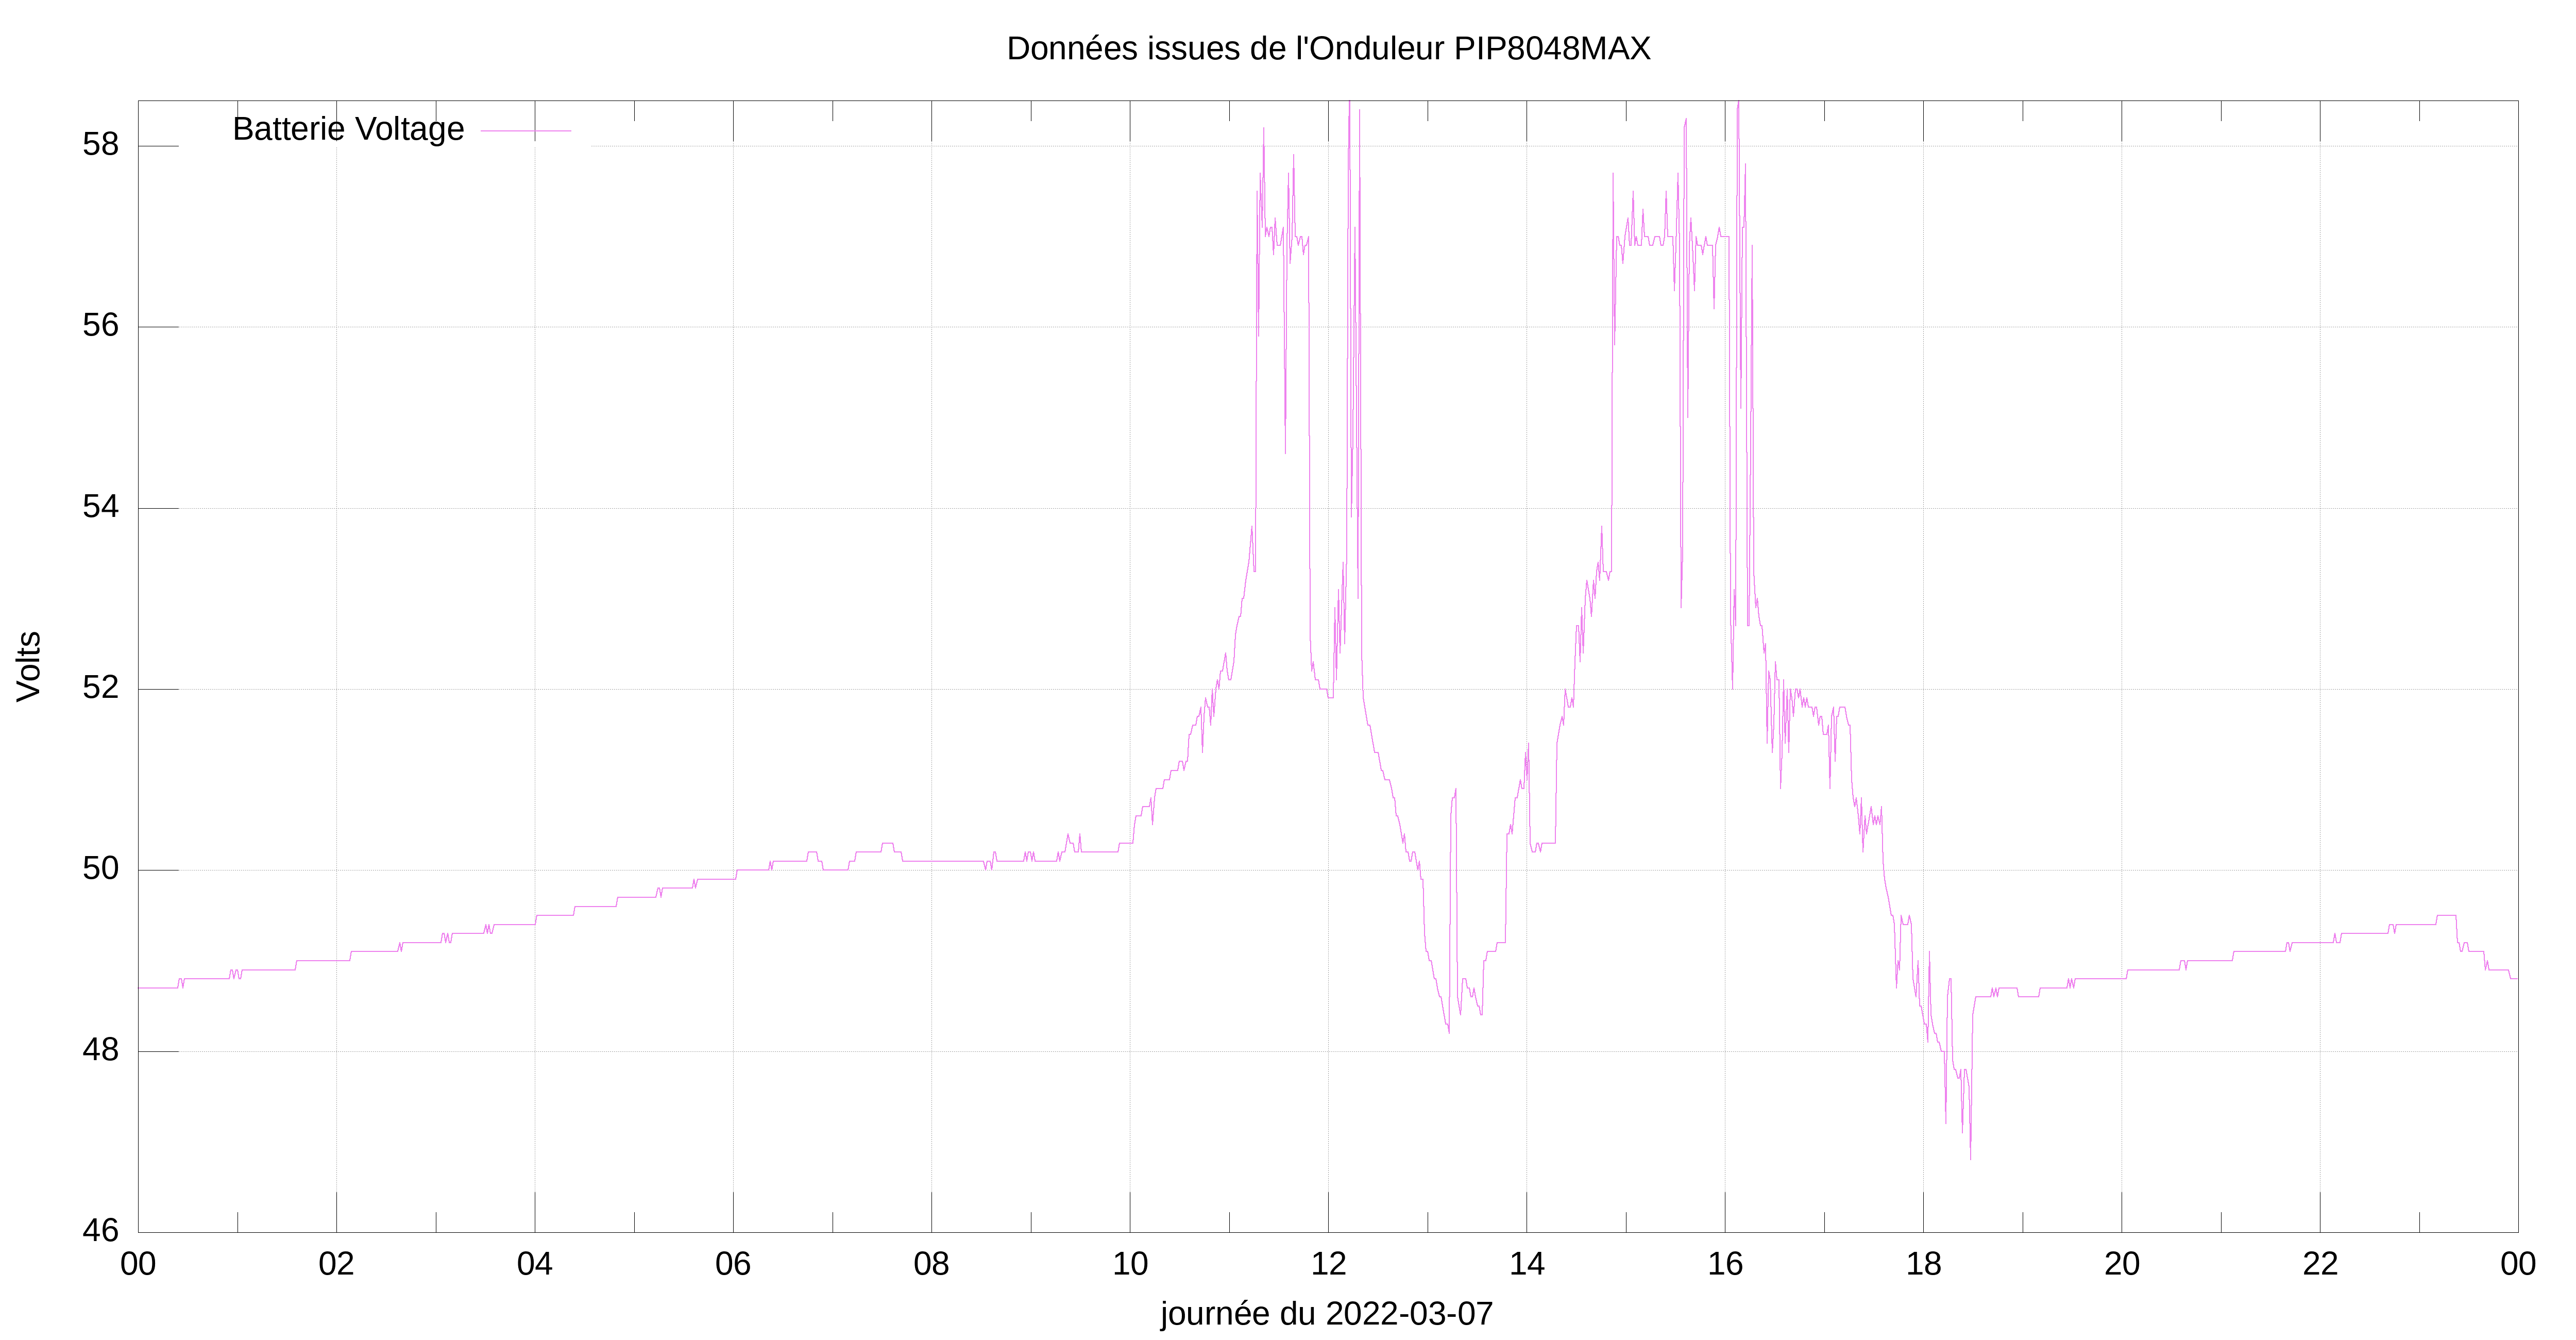 Données issues de l'Onduleur PIP8048MAX
Batterie Voltage
58
56
54
52
50
48
46
Volts
00 02 04 06 08 10 12 14 16 18 20 22 00
journée du 2022-03-07